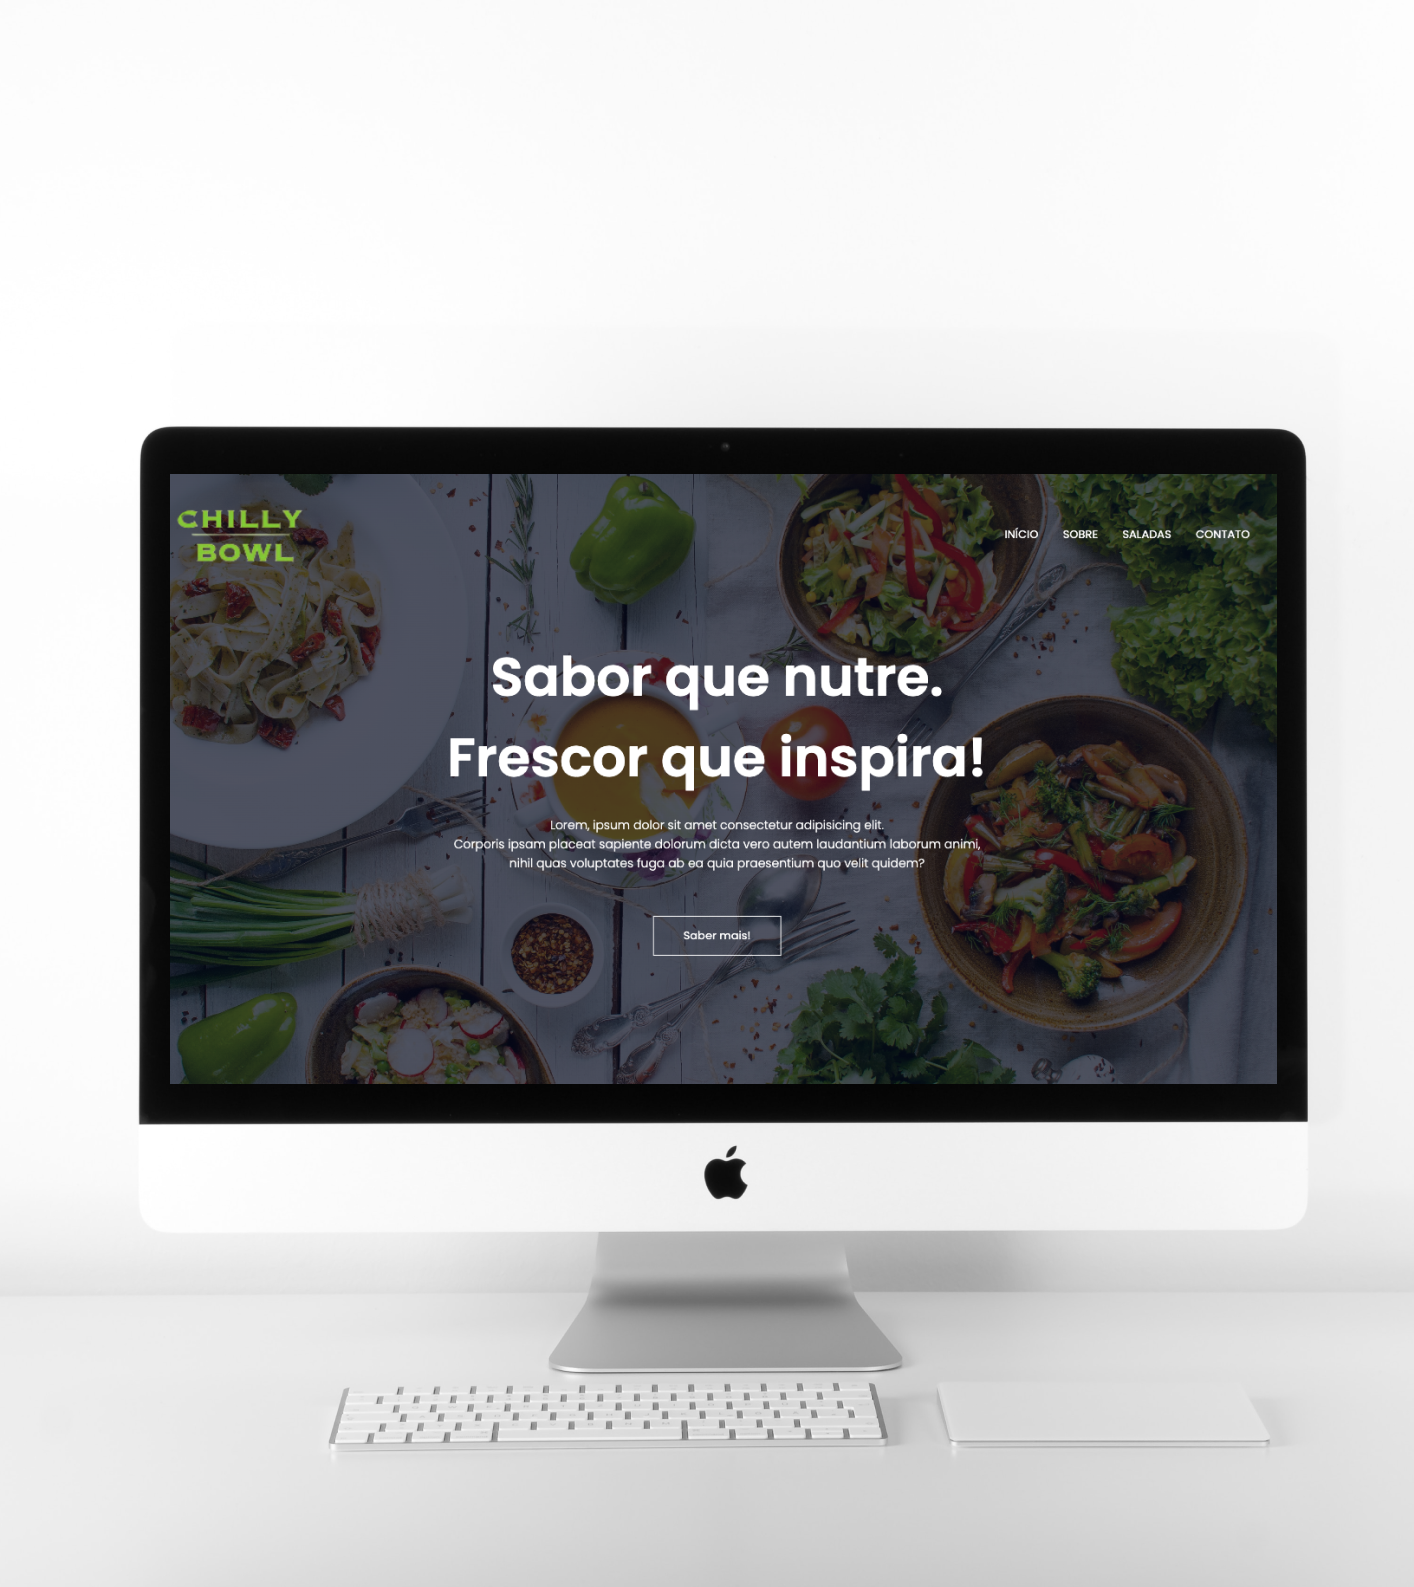 CHILLY
BOWL
INÍCIO SOBRE SALADAS CONTATO
Sabor que nutre.
Frescor que inspira!
Lorem, ipsum dolor sit amet consectetur adipisicing elit.
Corporis ipsam placeat sapiente dolorum dicta vero autem laudantium laborum animi,
nihil quas voluptates fuga ab ea quia praesentium quo velit quidem?
Saber mais!